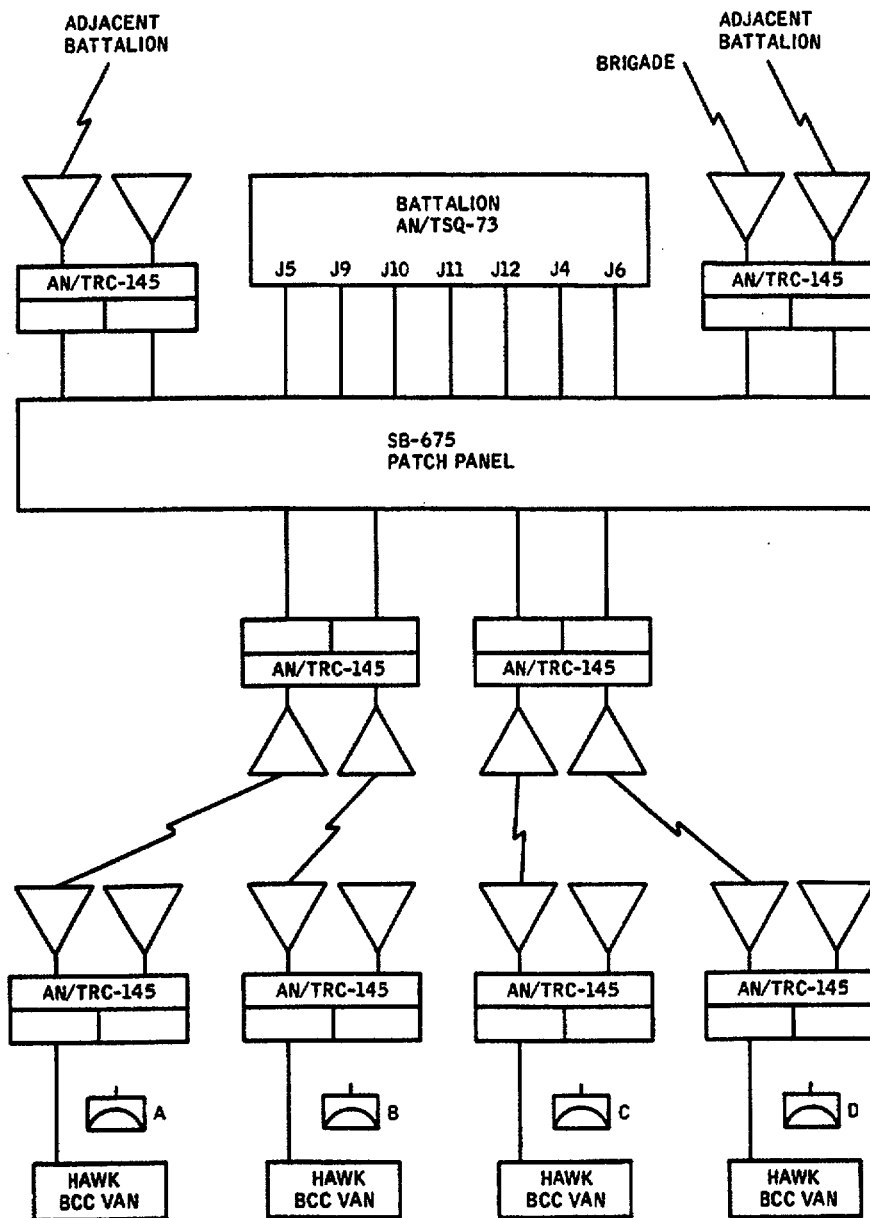 ADJACENT
BATTALION
BRIGADE
ADJACENT
BATTALION
BATTALION
AN/TSQ-73
J5 J9 J10 J11 J12 J4 J6
AN/TRC-145
AN/TRC-145
SB-675
PATCH PANEL
AN/TRC-145
AN/TRC-145
AN/TRC-145
AN/TRC-145
AN/TRC-145
AN/TRC-145
A
B
C
D
HAWK
BCC VAN
HAWK
BCC VAN
HAWK
BCC VAN
HAWK
BCC VAN